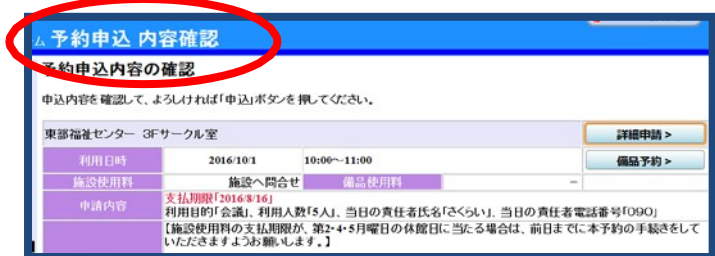 予約申込 内容確認
予約申込内容の確認
申込内容を確認して、よろしければ「申込」ボタンを押してください。
東部福祉センター 3Fサークル室
詳細申請 >
利用日時 2016/10/1 10:00～11:00
備品予約 >
施設使用料 施設へ問合せ 備品使用料 -
申請内容
支払期限「2016/8/16」
利用目的「会議」、利用人数「5人」、当日の責任者氏名「さくらい」、当日の責任者電話番号「090」
【施設使用料の支払期限が、第2・4・5月曜日の休館日に当たる場合は、前日までに本予約の手続きをして
いただきますようお願いします。】